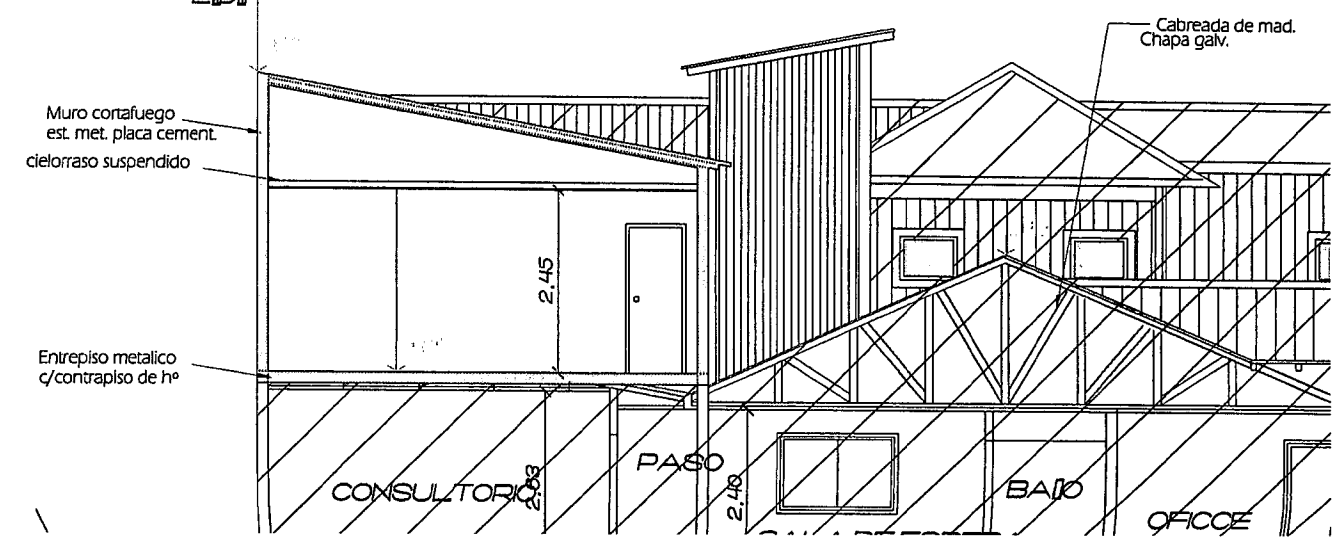 Cabreada de mad.
Chapa galv.
Muro cortafuego
est. met. placa cement.
cielorraso suspendido
2.45
Entrepiso metalico
c/contrapiso de hº
PASO
CONSULTORIO
2.63
2.40
BAÑO
OFICCE